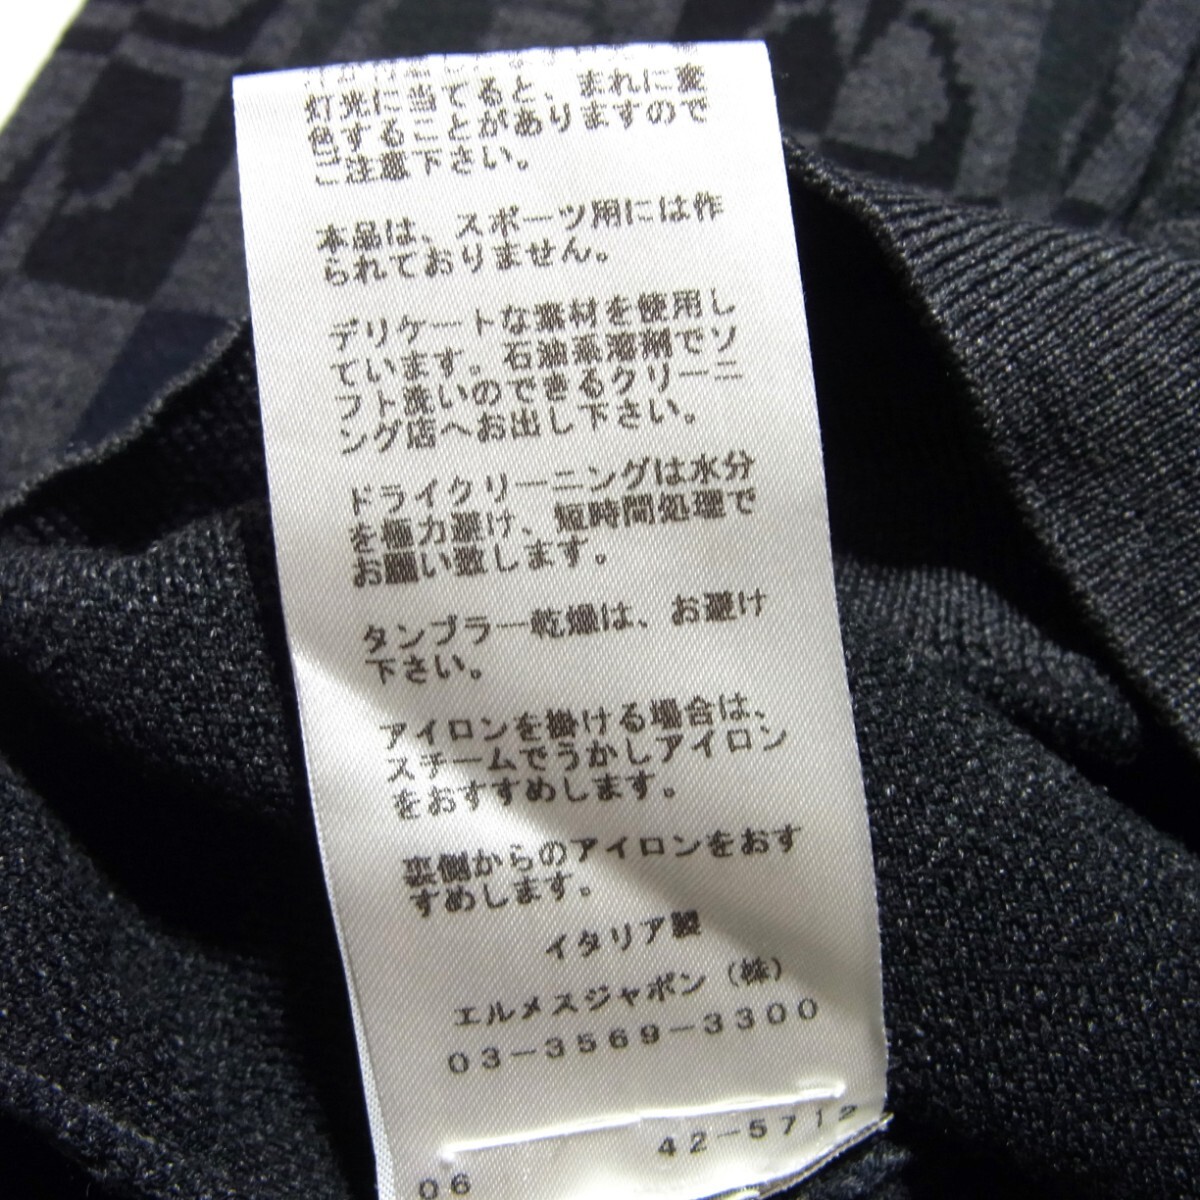 灯光に当てると、まれに変
色することがありますので
ご注意下さい。
本品は、スポーツ用には作
られておりません。
デリケートな素材を使用し
ています。石油系溶剤でソ
フト洗いのできるクリーニ
ング店へお出し下さい。
ドライクリーニングは水分
を極力避け、短時間処理で
お願い致します。
タンブラー乾燥は、お避け
下さい。
アイロンを掛ける場合は、
スチームでうかしアイロン
をおすすめします。
裏側からのアイロンをおす
すめします。
イタリア製
エルメスジャポン（株）
03-3569-3300
42-5712
06